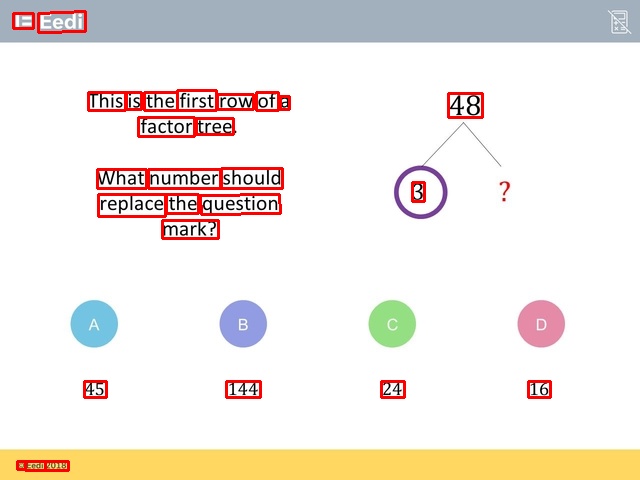 Eedi
This is the first row of a
factor tree.
48
What number should
replace the question
mark?
3
?
A
B
C
D
45
144
24
16
© Eedi 2018